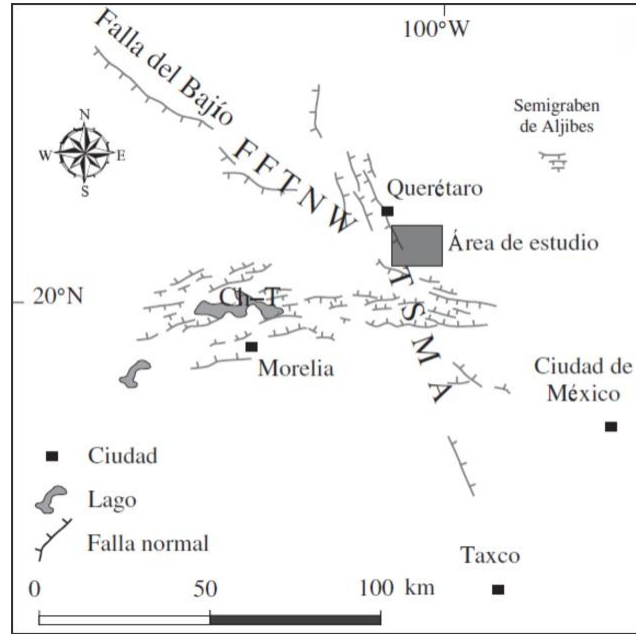 100°W
Falla del Bajío
N
W E
S
Semigraben
de Aljibes
FFTNW
Querétaro
Área de estudio
20°N
Ch-T
TSMA
Morelia
Ciudad de
México
Ciudad
Lago
Falla normal
Taxco
0 50 100 km